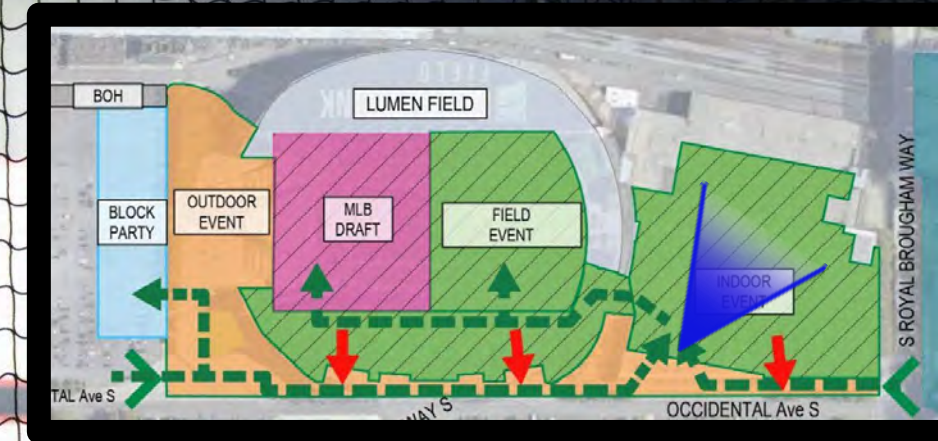 BOH
LUMEN FIELD
BLOCK
PARTY
OUTDOOR
EVENT
MLB
DRAFT
FIELD
EVENT
INDOOR
EVENT
S ROYAL BROUGHAM WAY
TAL Ave S
WAY S
OCCIDENTAL Ave S